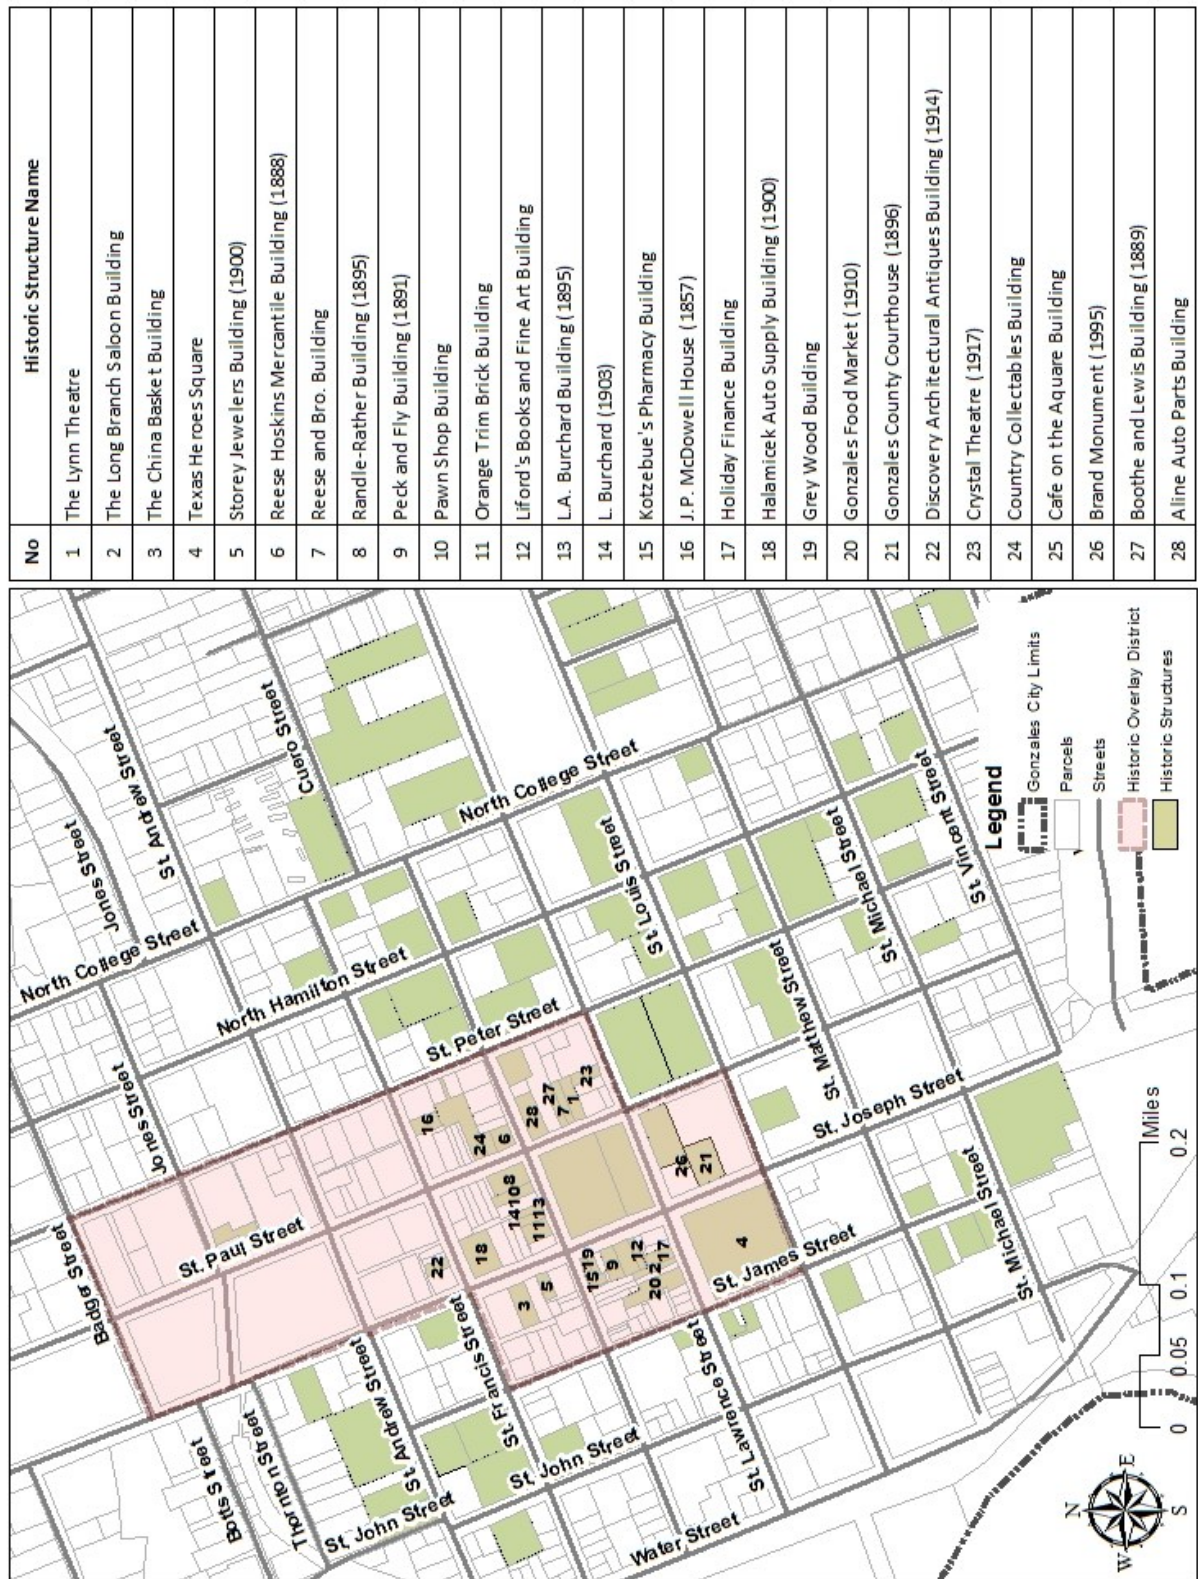 No Historic Structure Name
1 The Lynn Theatre
2 The Long Branch Saloon Building
3 The China Basket Building
4 Texas Heroes Square
5 Storey Jewelers Building (1900)
6 Reese Hoskins Mercantile Building (1888)
7 Reese and Bro. Building
8 Randle-Rather Building (1895)
9 Peck and Fly Building (1891)
10 Pawn Shop Building
11 Orange Trim Brick Building
12 Liford's Books and Fine Art Building
13 L.A. Burchard Building (1895)
14 L. Burchard (1903)
15 Kotzebue's Pharmacy Building
16 J.P. McDowell House (1857)
17 Holiday Finance Building
18 Halamicek Auto Supply Building (1900)
19 Grey Wood Building
20 Gonzales Food Market (1910)
21 Gonzales County Courthouse (1896)
22 Discovery Architectural Antiques Building (1914)
23 Crystal Theatre (1917)
24 Country Collectables Building
25 Cafe on the Square Building
26 Brand Monument (1995)
27 Boothe and Lewis Building (1889)
28 Aline Auto Parts Building
Jones Street
St. Andrew Street
Cuero Street
North College Street
North College Street
North Hamilton Street
St. Peter Street
St. Louis Street
St. Matthew Street
St. Michael Street
St. Vincent Street
Jones Street
Badger Street
St. Paul Street
St. Joseph Street
St. Michael Street
St. James Street
St. Matthew Street
St. Francis Street
St. Andrew Street
St. Lawrence Street
St. John Street
St. John Street
Botts Street
Thornton Street
Water Street
16
24
6
28
27
7
1
23
14 10 8
11 13
22
18
3
5
15 19
9
12
20 2 17
26
21
4
Legend
Gonzales City Limits
Parcels
Streets
Historic Overlay District
Historic Structures
0 0.05 0.1 0.2
Miles
N
W E
S